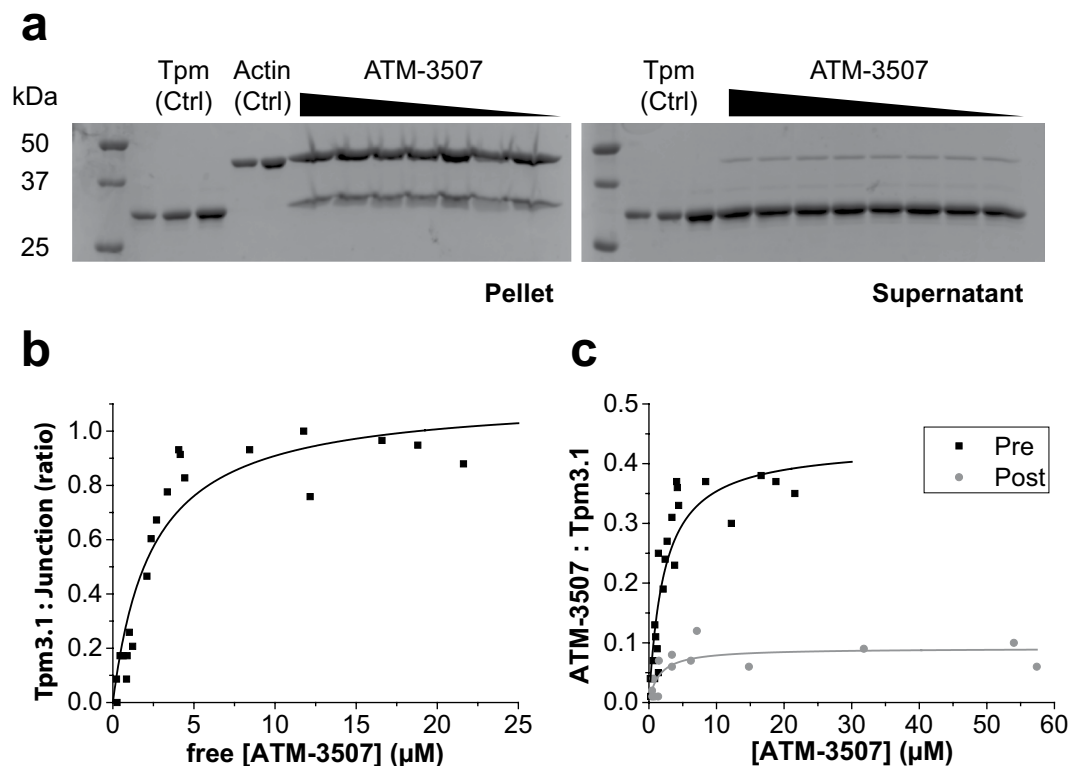 a
Tpm Actin ATM-3507 Tpm ATM-3507
kDa (Ctrl) (Ctrl) (Ctrl)
50
37
25
Pellet Supernatant
b
Tpm3.1 : Junction (ratio)
1.0
0.8
0.6
0.4
0.2
0.0
0 5 10 15 20 25
free [ATM-3507] (µM)
c
ATM-3507 : Tpm3.1
0.5
0.4
0.3
0.2
0.1
0.0
Pre
Post
0 10 20 30 40 50 60
[ATM-3507] (µM)